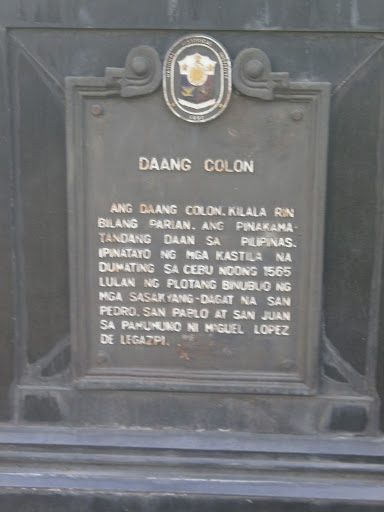 DAANG COLON
ANG DAANG COLON. KILALA RIN
BILANG PARIAN. ANG PINAKAMA-
TANDANG DAAN SA PILIPINAS.
IPINATAYO NG MGA KASTILA NA
DUMATING SA CEBU NOONG 1565
LULAN NG PLOTANG BINUBUO NG
MGA SASAKYANG-DAGAT NA SAN
PEDRO. SAN PABLO AT SAN JUAN
SA PAMUMUNO NI MIGUEL LOPEZ
DE LEGAZPI.